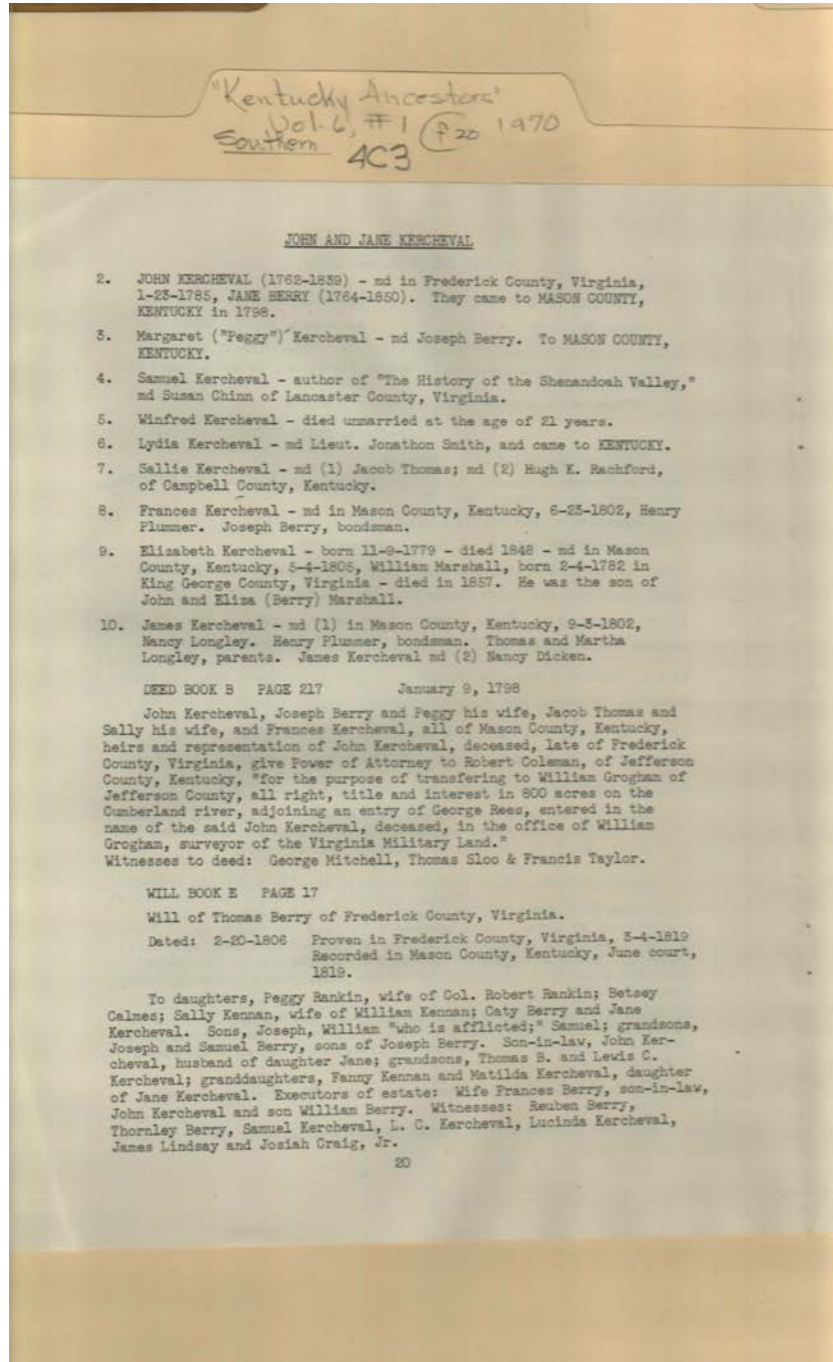 "Kentucky Ancestors"
Vol. 6, #1 p 20 1970
Southern
4C3
JOHN AND JANE KERCHEVAL
2. JOHN KERCHEVAL (1762-1839) - md in Frederick County, Virginia,
1-23-1785, JANE BERRY (1764-1850). They came to MASON COUNTY,
KENTUCKY in 1798.
3. Margaret ("Peggy") Kercheval - md Joseph Berry. To MASON COUNTY,
KENTUCKY.
4. Samuel Kercheval - author of "The History of the Shenandoah Valley,"
md Susan Chinn of Lancaster County, Virginia.
5. Winfred Kercheval - died unmarried at the age of 21 years.
6. Lydia Kercheval - md Lieut. Jonathon Smith, and came to KENTUCKY.
7. Sallie Kercheval - md (1) Jacob Thomas; md (2) Hugh K. Rachford,
of Campbell County, Kentucky.
8. Frances Kercheval - md in Mason County, Kentucky, 6-23-1802, Henry
Plummer. Joseph Berry, bondsman.
9. Elizabeth Kercheval - born 11-9-1779 - died 1848 - md in Mason
County, Kentucky, 5-4-1805, William Marshall, born 2-4-1782 in
King George County, Virginia - died in 1857. He was the son of
John and Eliza (Berry) Marshall.
10. James Kercheval - md (1) in Mason County, Kentucky, 9-3-1802,
Nancy Longley. Henry Plummer, bondsman. Thomas and Martha
Longley, parents. James Kercheval md (2) Nancy Dicken.
DEED BOOK B PAGE 217 January 9, 1798
John Kercheval, Joseph Berry and Peggy his wife, Jacob Thomas and
Sally his wife, and Frances Kercheval, all of Mason County, Kentucky,
heirs and representation of John Kercheval, deceased, late of Frederick
County, Virginia, give Power of Attorney to Robert Coleman, of Jefferson
County, Kentucky, "for the purpose of transfering to William Grogham of
Jefferson County, all right, title and interest in 800 acres on the
Cumberland river, adjoining an entry of George Rees, entered in the
name of the said John Kercheval, deceased, in the office of William
Grogham, surveyor of the Virginia Military Land."
Witnesses to deed: George Mitchell, Thomas Sloo & Francis Taylor.
WILL BOOK E PAGE 17
Will of Thomas Berry of Frederick County, Virginia.
Dated: 2-20-1806 Proven in Frederick County, Virginia, 3-4-1819
Recorded in Mason County, Kentucky, June court,
1819.
To daughters, Peggy Rankin, wife of Col. Robert Rankin; Betsey
Calmes; Sally Kennan, wife of William Kennan; Caty Berry and Jane
Kercheval. Sons, Joseph, William "who is afflicted;" Samuel; grandsons,
Joseph and Samuel Berry, sons of Joseph Berry. Son-in-law, John Ker-
cheval, husband of daughter Jane; grandsons, Thomas B. and Lewis C.
Kercheval; granddaughters, Fanny Kennan and Matilda Kercheval, daughter
of Jane Kercheval. Executors of estate: Wife Frances Berry, son-in-law,
John Kercheval and son William Berry. Witnesses: Reuben Berry,
Thornley Berry, Samuel Kercheval, L. C. Kercheval, Lucinda Kercheval,
James Lindsay and Josiah Craig, Jr.
20